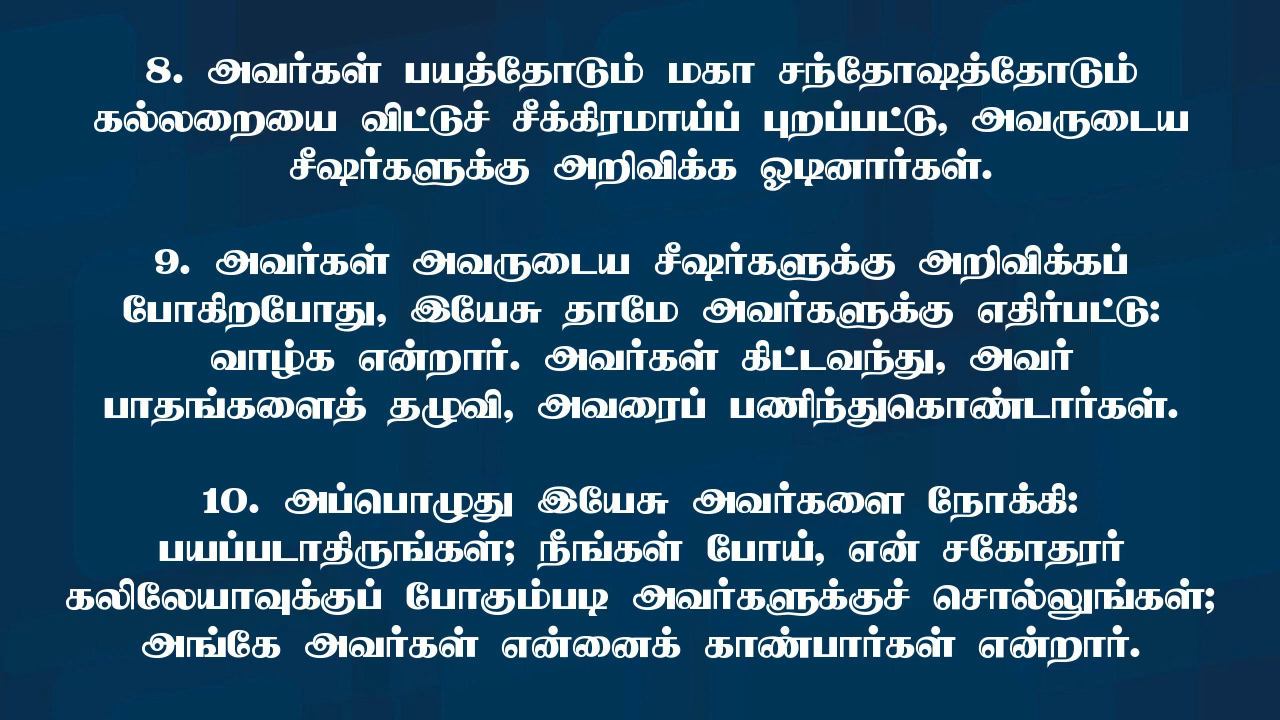 8. அவர்கள் பயத்தோடும் மகா சந்தோஷத்தோடும்
கல்லறையை விட்டுச் சீக்கிரமாய்ப் புறப்பட்டு, அவருடைய
சீஷர்களுக்கு அறிவிக்க ஓடினார்கள்.
9. அவர்கள் அவருடைய சீஷர்களுக்கு அறிவிக்கப்
போகிறபோது, இயேசு தாமே அவர்களுக்கு எதிர்பட்டு:
வாழ்க என்றார். அவர்கள் கிட்டவந்து, அவர்
பாதங்களைத் தழுவி, அவரைப் பணிந்துகொண்டார்கள்.
10. அப்பொழுது இயேசு அவர்களை நோக்கி:
பயப்படாதிருங்கள்; நீங்கள் போய், என் சகோதரர்
கலிலேயாவுக்குப் போகும்படி அவர்களுக்குச் சொல்லுங்கள்;
அங்கே அவர்கள் என்னைக் காண்பார்கள் என்றார்.